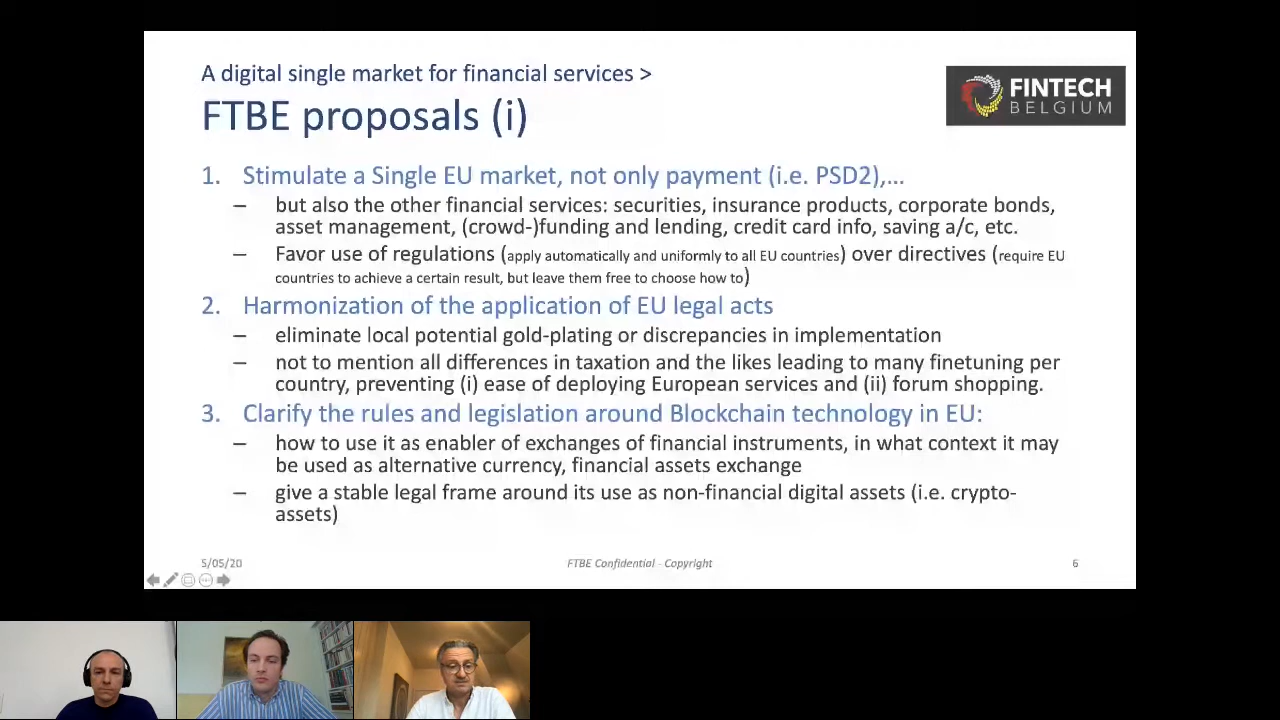 A digital single market for financial services >
FTBE proposals (i)
FINTECH
BELGIUM
1. Stimulate a Single EU market, not only payment (i.e. PSD2),...
– but also the other financial services: securities, insurance products, corporate bonds,
asset management, (crowd-)funding and lending, credit card info, saving a/c, etc.
– Favor use of regulations (apply automatically and uniformly to all EU countries) over directives (require EU
countries to achieve a certain result, but leave them free to choose how to)
2. Harmonization of the application of EU legal acts
– eliminate local potential gold-plating or discrepancies in implementation
– not to mention all differences in taxation and the likes leading to many finetuning per
country, preventing (i) ease of deploying European services and (ii) forum shopping.
3. Clarify the rules and legislation around Blockchain technology in EU:
– how to use it as enabler of exchanges of financial instruments, in what context it may
be used as alternative currency, financial assets exchange
– give a stable legal frame around its use as non-financial digital assets (i.e. crypto-
assets)
5/05/20
FTBE Confidential - Copyright
6